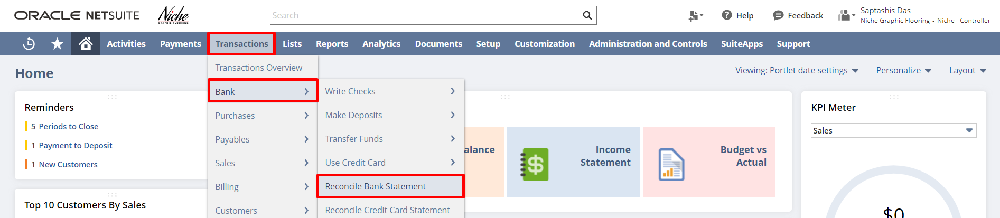 ORACLE NETSUITE
Niche
GRAPHIC FLOORING
Search
Help
Feedback
Saptashis Das
Niche Graphic Flooring - Niche - Controller
Activities Payments Transactions Lists Reports Analytics Documents Setup Customization Administration and Controls SuiteApps Support
Home
Viewing: Portlet date settings
Personalize
Layout
Transactions Overview
Bank
Purchases
Payables
Sales
Billing
Customers
Write Checks
Make Deposits
Transfer Funds
Use Credit Card
Reconcile Bank Statement
Reconcile Credit Card Statement
Reminders
5 Periods to Close
1 Payment to Deposit
1 New Customers
Top 10 Customers By Sales
alance
Income
Statement
Budget vs
Actual
KPI Meter
Sales
$0